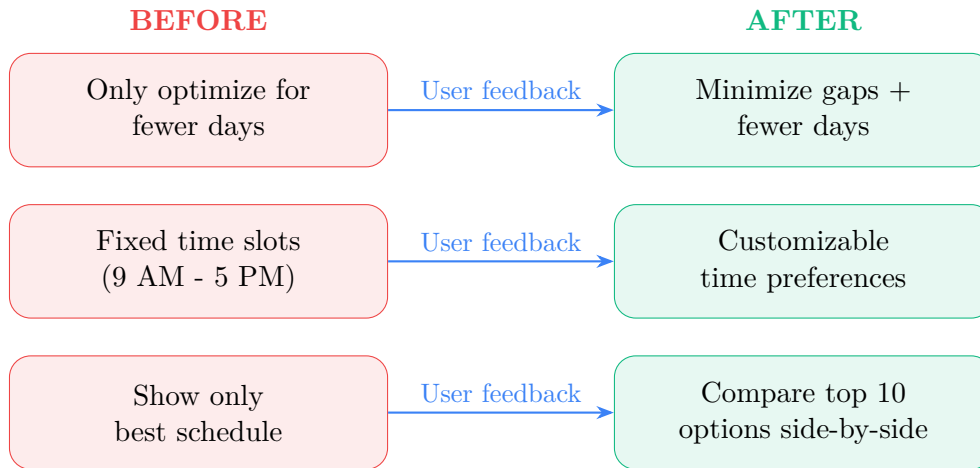 BEFORE
AFTER
Only optimize for
fewer days
User feedback
Minimize gaps +
fewer days
Fixed time slots
(9 AM - 5 PM)
User feedback
Customizable
time preferences
Show only
best schedule
User feedback
Compare top 10
options side-by-side